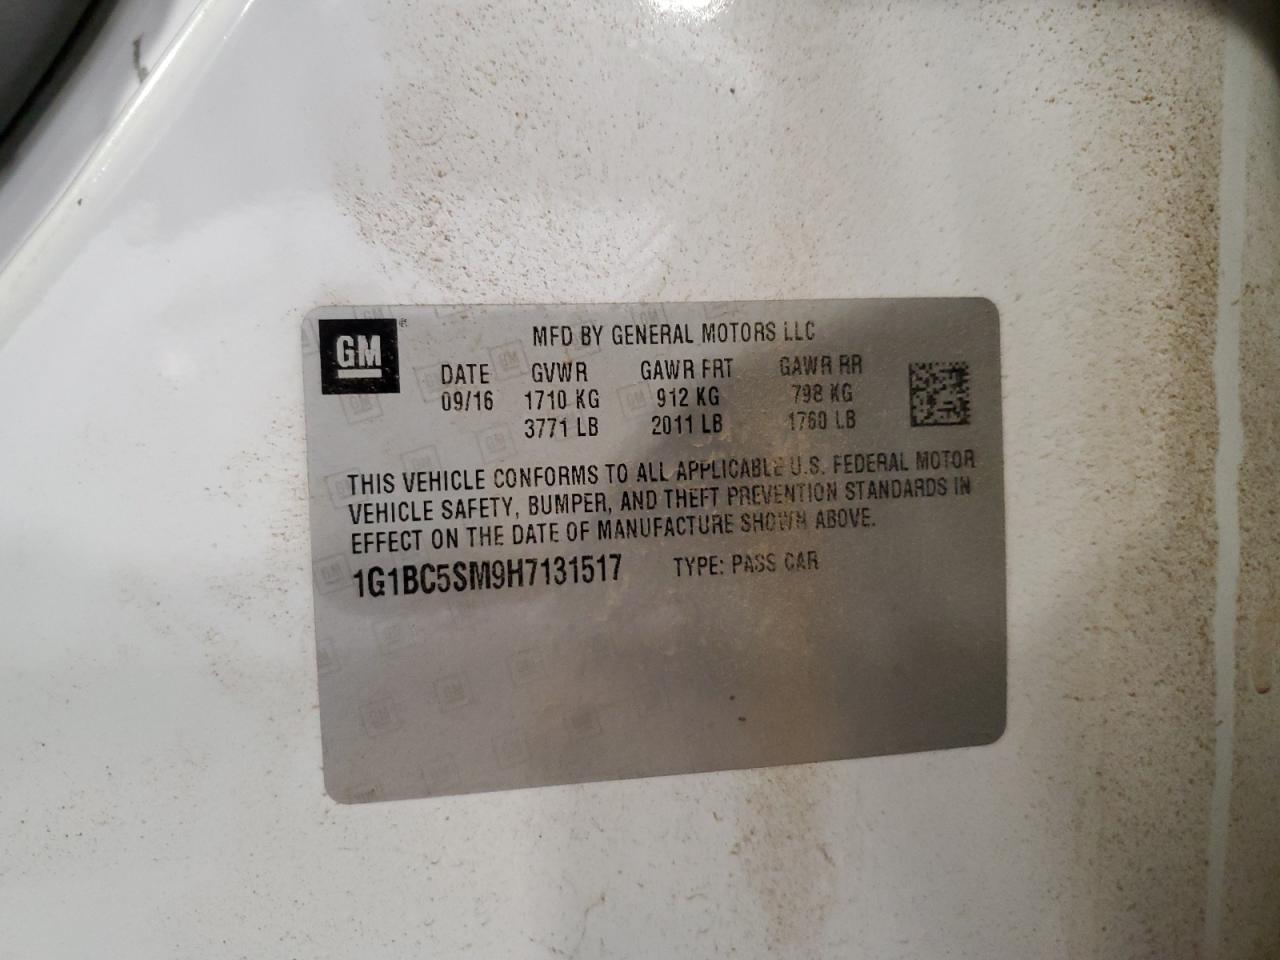 GM
MFD BY GENERAL MOTORS LLC
DATE GVWR GAWR FRT GAWR RR
09/16 1710 KG 912 KG 798 KG
3771 LB 2011 LB 1760 LB
THIS VEHICLE CONFORMS TO ALL APPLICABLE U.S. FEDERAL MOTOR
VEHICLE SAFETY, BUMPER, AND THEFT PREVENTION STANDARDS IN
EFFECT ON THE DATE OF MANUFACTURE SHOWN ABOVE.
1G1BC5SM9H7131517 TYPE: PASS CAR